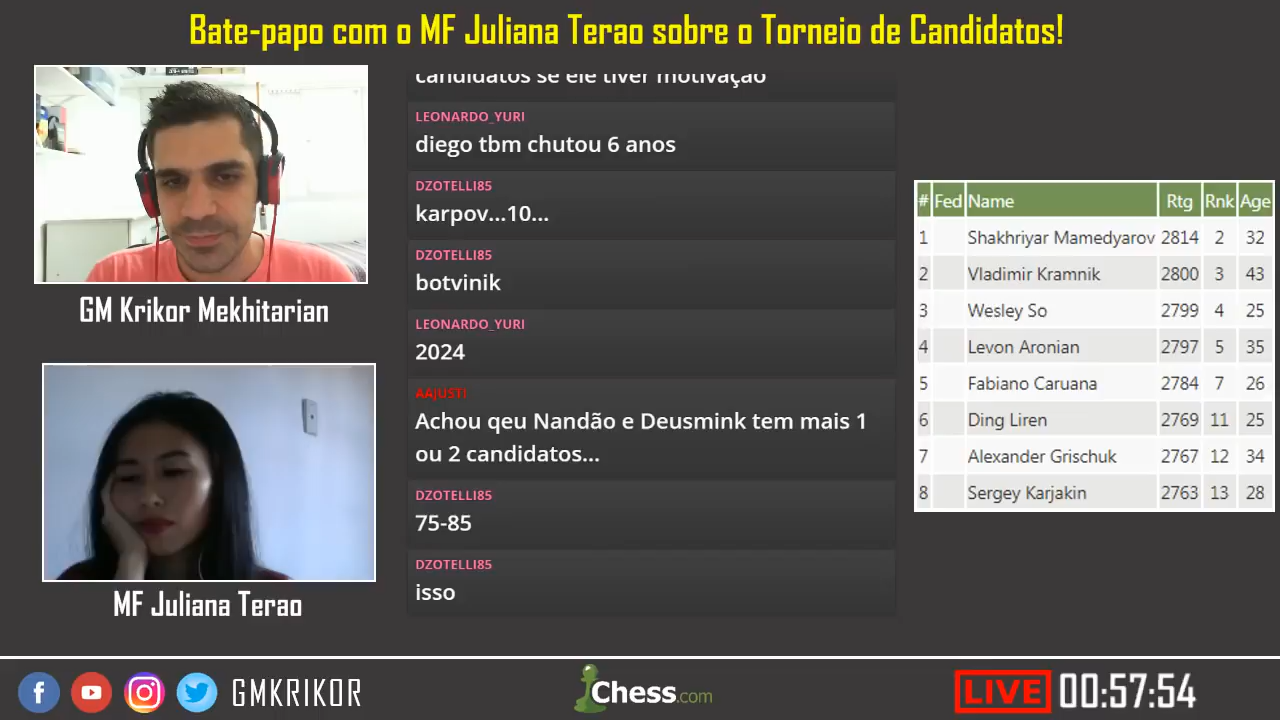 Bate-papo com o MF Juliana Terao sobre o Torneio de Candidatos!
GM Krikor Mekhitarian
MF Juliana Terao
candidatos se ele tiver motivação
LEONARDO_YURI
diego tbm chutou 6 anos
DZOTELLI85
karpov...10...
DZOTELLI85
botvinik
LEONARDO_YURI
2024
AAJUSTI
Achou qeu Nandão e Deusmink tem mais 1
ou 2 candidatos...
DZOTELLI85
75-85
DZOTELLI85
isso
# Fed Name Rtg Rnk Age
1 Shakhriyar Mamedyarov 2814 2 32
2 Vladimir Kramnik 2800 3 43
3 Wesley So 2799 4 25
4 Levon Aronian 2797 5 35
5 Fabiano Caruana 2784 7 26
6 Ding Liren 2769 11 25
7 Alexander Grischuk 2767 12 34
8 Sergey Karjakin 2763 13 28
GMKRIKOR
Chess.com
LIVE 00:57:54